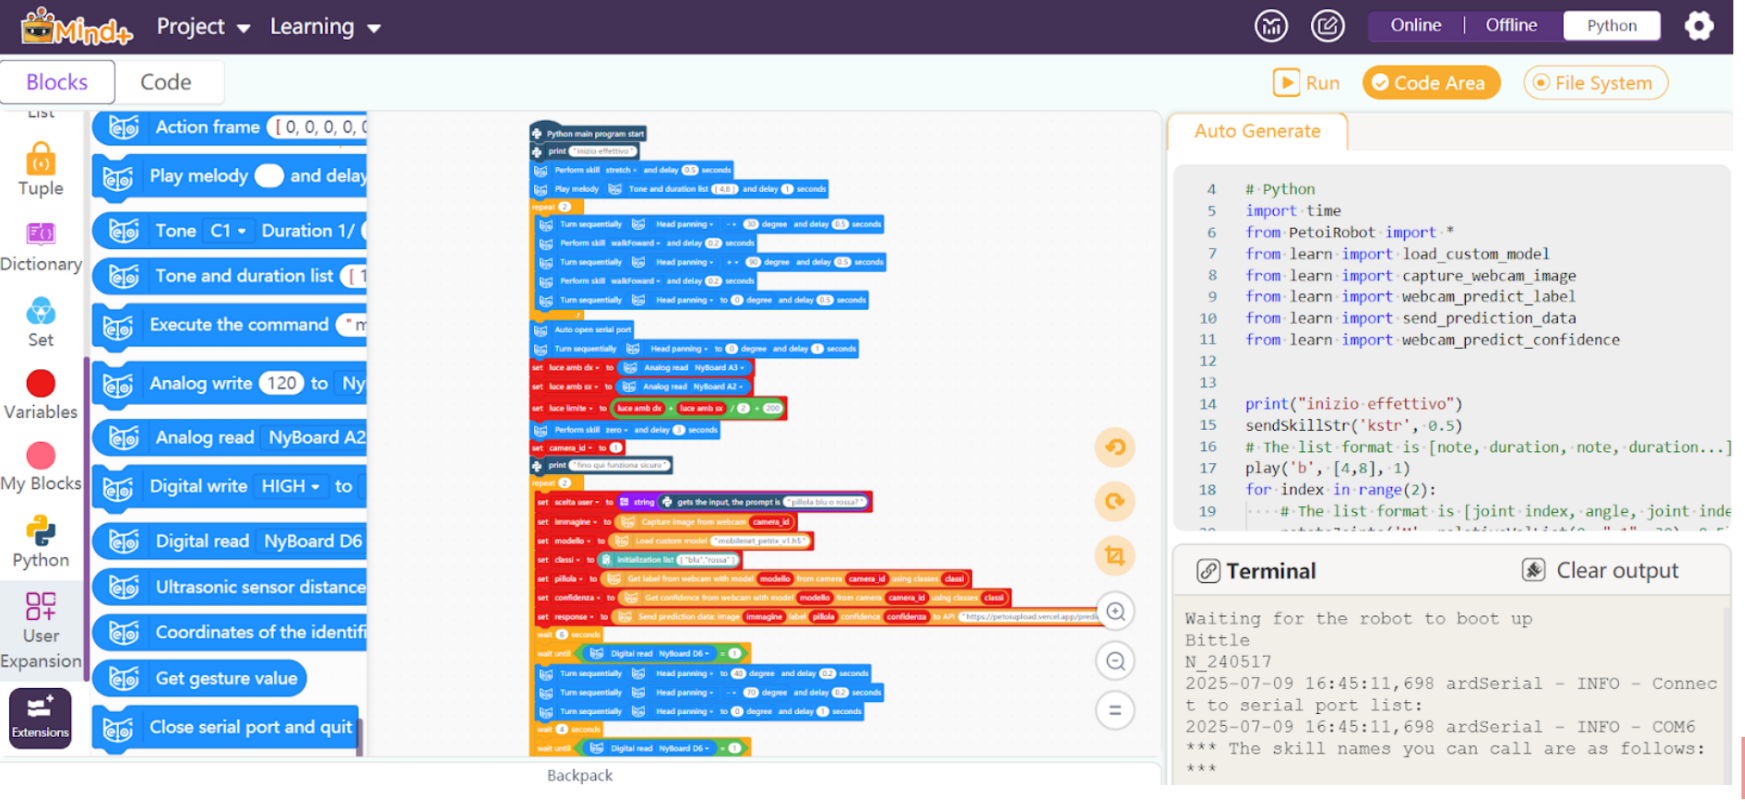 Mind+ Project Learning Online | Offline Python
Blocks Code Run Code Area File System
List
Tuple
Dictionary
Set
Variables
My Blocks
Python
User
Expansion
Extensions
Action frame [ 0, 0, 0, 0, 0
Play melody and delay
Tone C1 Duration 1/
Tone and duration list [ 1
Execute the command "m
Analog write 120 to Ny
Analog read NyBoard A2
Digital write HIGH to
Digital read NyBoard D6
Ultrasonic sensor distance
Coordinates of the identifi
Get gesture value
Close serial port and quit
Python main program start
print "inizio effettivo"
Perform skill stretch and delay 0.5 seconds
Play melody Tone and duration list [4,8] and delay 1 seconds
repeat 2
Turn sequentially Head panning - 30 degree and delay 0.5 seconds
Perform skill walkFoward and delay 0.2 seconds
Turn sequentially Head panning + 90 degree and delay 0.5 seconds
Perform skill walkFoward and delay 0.2 seconds
Turn sequentially Head panning to 0 degree and delay 0.5 seconds
Auto open serial port
Turn sequentially Head panning to 0 degree and delay 1 seconds
set luce amb dx to Analog read NyBoard A3
set luce amb sx to Analog read NyBoard A2
set luce limite to luce amb dx + luce amb sx / 2 + 200
Perform skill zero and delay 3 seconds
set camera_id to 1
print "fino qui funziona sicuro"
repeat 2
set scelta user to string gets the input, the prompt is "pillola blu o rossa?"
set immagine to Capture image from webcam camera_id
set modello to Load custom model "mobilenet_petrix_v1.h5"
set classi to initialization list ["blu","rossa"]
set pillola to Get label from webcam with model modello from camera camera_id using classes classi
set confidenza to Get confidence from webcam with model modello from camera camera_id using classes classi
set response to Send prediction data: image immagine label pillola confidence confidenza to API "https://petoiupload.vercel.app/predi
wait 6 seconds
wait until Digital read NyBoard D6 = 1
Turn sequentially Head panning to 40 degree and delay 0.2 seconds
Turn sequentially Head panning - 70 degree and delay 0.2 seconds
Turn sequentially Head panning to 0 degree and delay 1 seconds
wait 4 seconds
wait until Digital read NyBoard D6 = 1
Backpack
Auto Generate
4 # Python
5 import time
6 from PetoiRobot import *
7 from learn import load_custom_model
8 from learn import capture_webcam_image
9 from learn import webcam_predict_label
10 from learn import send_prediction_data
11 from learn import webcam_predict_confidence
12
13
14 print("inizio effettivo")
15 sendSkillStr('kstr', 0.5)
16 # The list format is [note, duration, note, duration...]
17 play('b', [4,8], 1)
18 for index in range(2):
19 # The list format is [joint index, angle, joint inde
Terminal Clear output
Waiting for the robot to boot up
Bittle
N_240517
2025-07-09 16:45:11,698 ardSerial - INFO - Connec
t to serial port list:
2025-07-09 16:45:11,698 ardSerial - INFO - COM6
*** The skill names you can call are as follows:
***